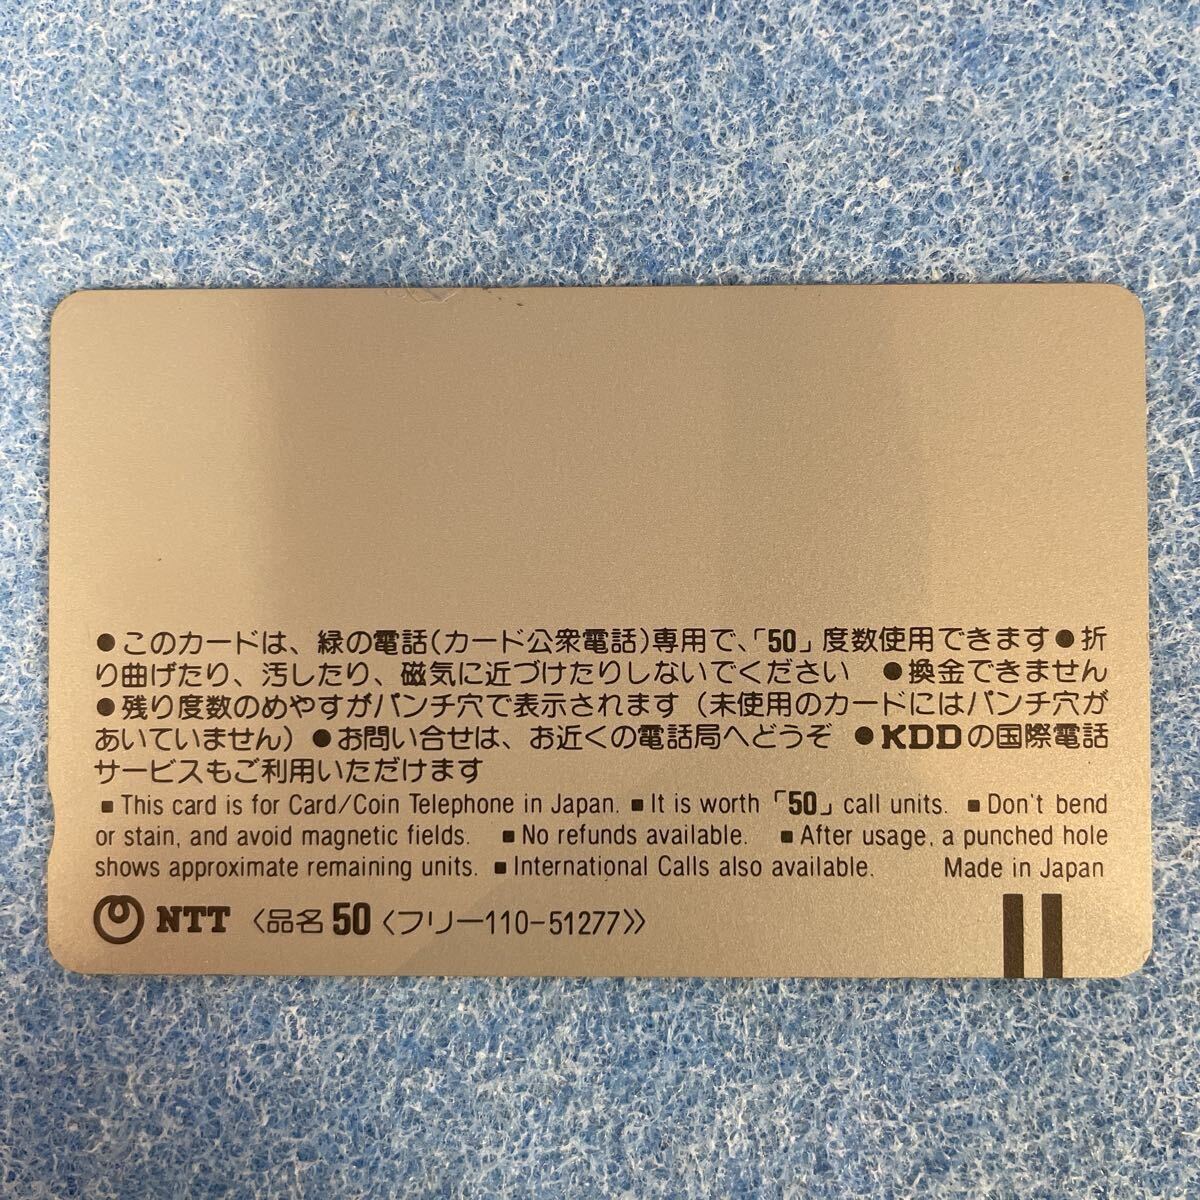 ●このカードは、緑の電話(カード公衆電話)専用で、「50」度数使用できます●折
り曲げたり、汚したり、磁気に近づけたりしないでください ●換金できません
●残り度数のめやすがパンチ穴で表示されます(未使用のカードにはパンチ穴が
あいていません)●お問い合せは、お近くの電話局へどうぞ ●KDDの国際電話
サービスもご利用いただけます
■This card is for Card/Coin Telephone in Japan. ■It is worth「50」call units. ■Don't bend
or stain, and avoid magnetic fields. ■No refunds available. ■After usage, a punched hole
shows approximate remaining units. ■International Calls also available. Made in Japan
NTT〈品名50〈フリー110-51277〉〉